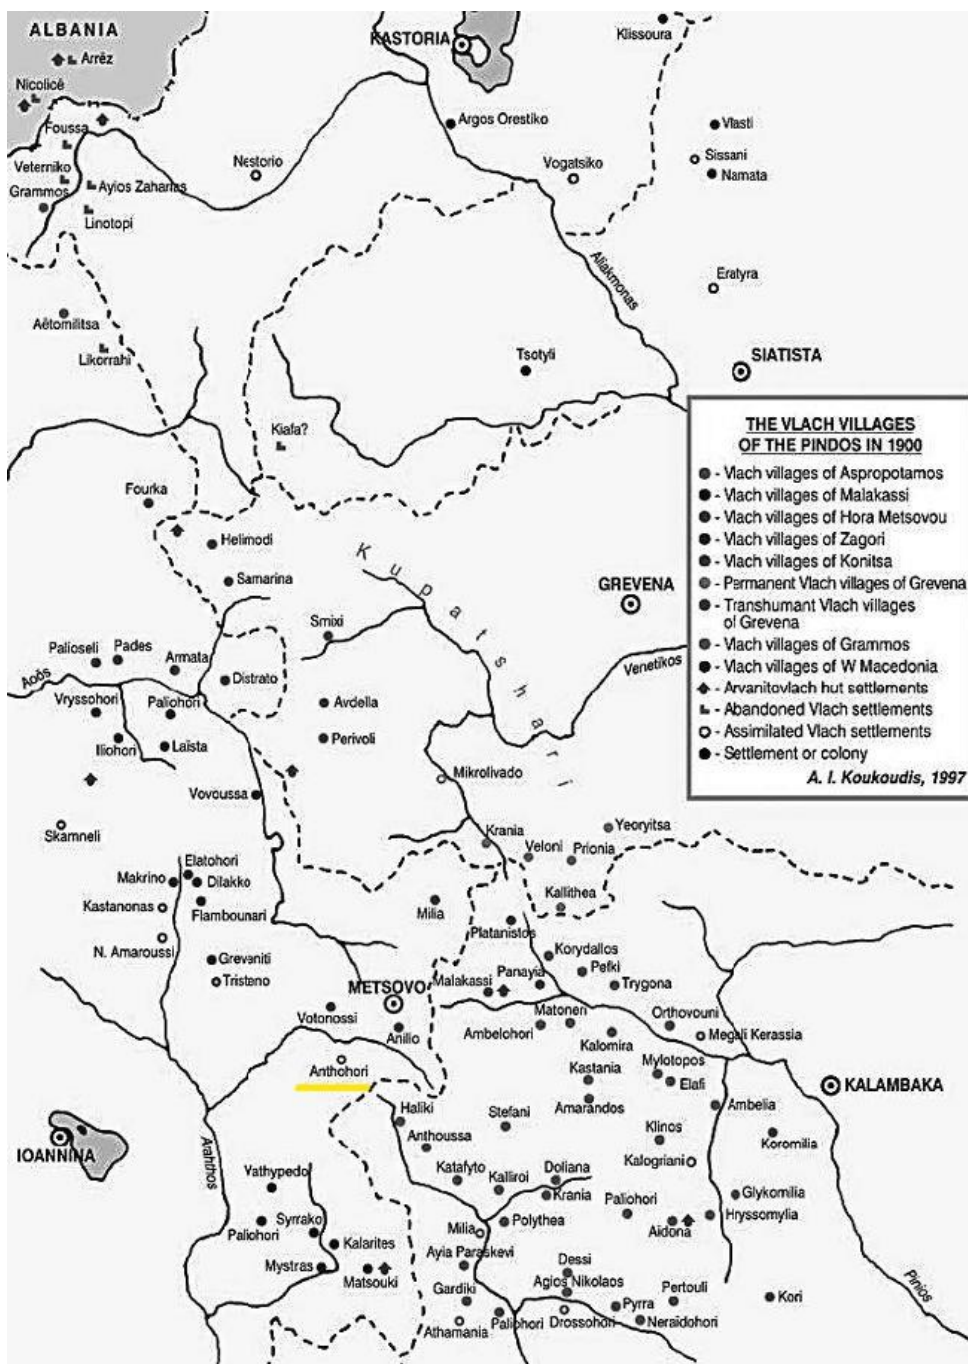 ALBANIA
Arrëz
Nicolicë
Foussa
Veterniko
Grammos
Ayios Zaharias
Linotopi
KASTORIA
Klissoura
Argos Orestiko
Nestorio
Vogatsiko
Vlasti
Sissani
Namata
Aliakmonas
Eratyra
Aëtomilitsa
Likorrahi
Tsotyli
SIATISTA
Kiafa?
THE VLACH VILLAGES
OF THE PINDOS IN 1900
- Vlach villages of Aspropotamos
- Vlach villages of Malakassi
- Vlach villages of Hora Metsovou
- Vlach villages of Zagori
- Vlach villages of Konitsa
- Permanent Vlach villages of Grevena
- Transhumant Vlach villages
of Grevena
- Vlach villages of Grammos
- Vlach villages of W Macedonia
- Arvanitovlach hut settlements
- Abandoned Vlach settlements
- Assimilated Vlach settlements
- Settlement or colony
A. I. Koukoudis, 1997
Fourka
Helimodi
Samarina
Kupatshari
GREVENA
Smixi
Venetikos
Palioseli
Pades
Armata
Aoös
Distrato
Vryssohori
Paliohori
Avdella
Iliohori
Laïsta
Perivoli
Vovoussa
Mikrolivado
Skamneli
Krania
Veloni
Yeoryitsa
Prionia
Elatohori
Makrino
Dilakko
Kastanonas
Flambounari
Kallithea
Milia
Platanistos
N. Amaroussi
Greveniti
Tristeno
Korydallos
Pefki
Trygona
METSOVO
Malakassi
Panayia
Votonossi
Anilio
Ambelohori
Matoneri
Kalomira
Orthovouni
Megali Kerassia
Anthohori
Kastania
Mylotopos
Elafi
KALAMBAKA
Amarandos
Ambelia
Haliki
Stefani
Anthoussa
Klinos
Koromilia
IOANNINA
Arahthos
Kalogriani
Vathypedo
Katafyto
Kalliroi
Doliana
Krania
Glykomilia
Paliohori
Hryssomylia
Aidona
Syrrako
Paliohori
Kalarites
Mystras
Matsouki
Milia
Polythea
Ayia Paraskevi
Dessi
Agios Nikolaos
Pertouli
Kori
Pinios
Gardiki
Athamania
Paliohori
Drossohori
Pyrra
Neraidohori